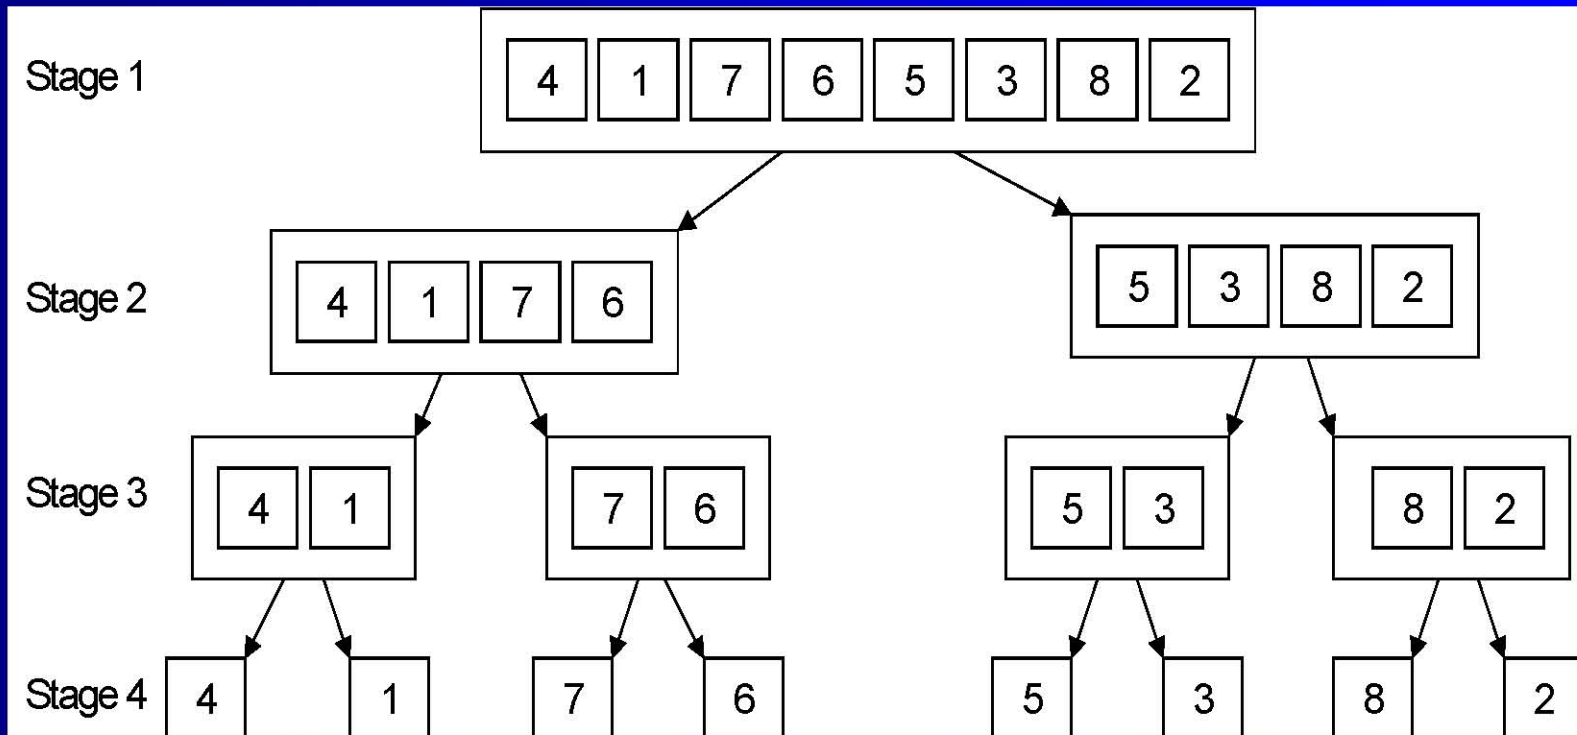 Stage 1 4 1 7 6 5 3 8 2
Stage 2 4 1 7 6 5 3 8 2
Stage 3 4 1 7 6 5 3 8 2
Stage 4 4 1 7 6 5 3 8 2